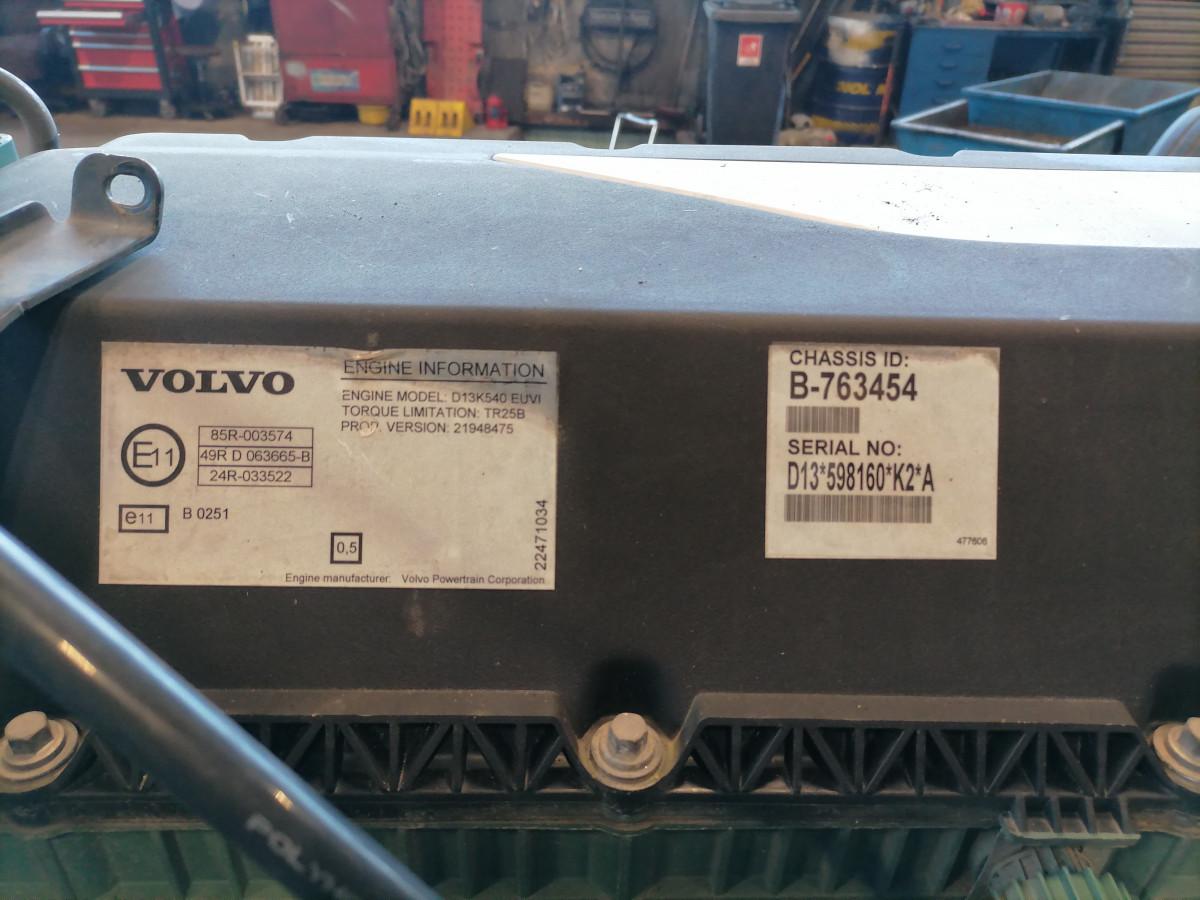 VOLVO
ENGINE INFORMATION
ENGINE MODEL: D13K540 EUVI
TORQUE LIMITATION: TR25B
PROD. VERSION: 21948475
E11
85R-003574
49R D 063665-B
24R-033522
e11
B 0251
0,5
22471034
Engine manufacturer: Volvo Powertrain Corporation
CHASSIS ID:
B-763454
SERIAL NO:
D13*598160*K2*A
477606